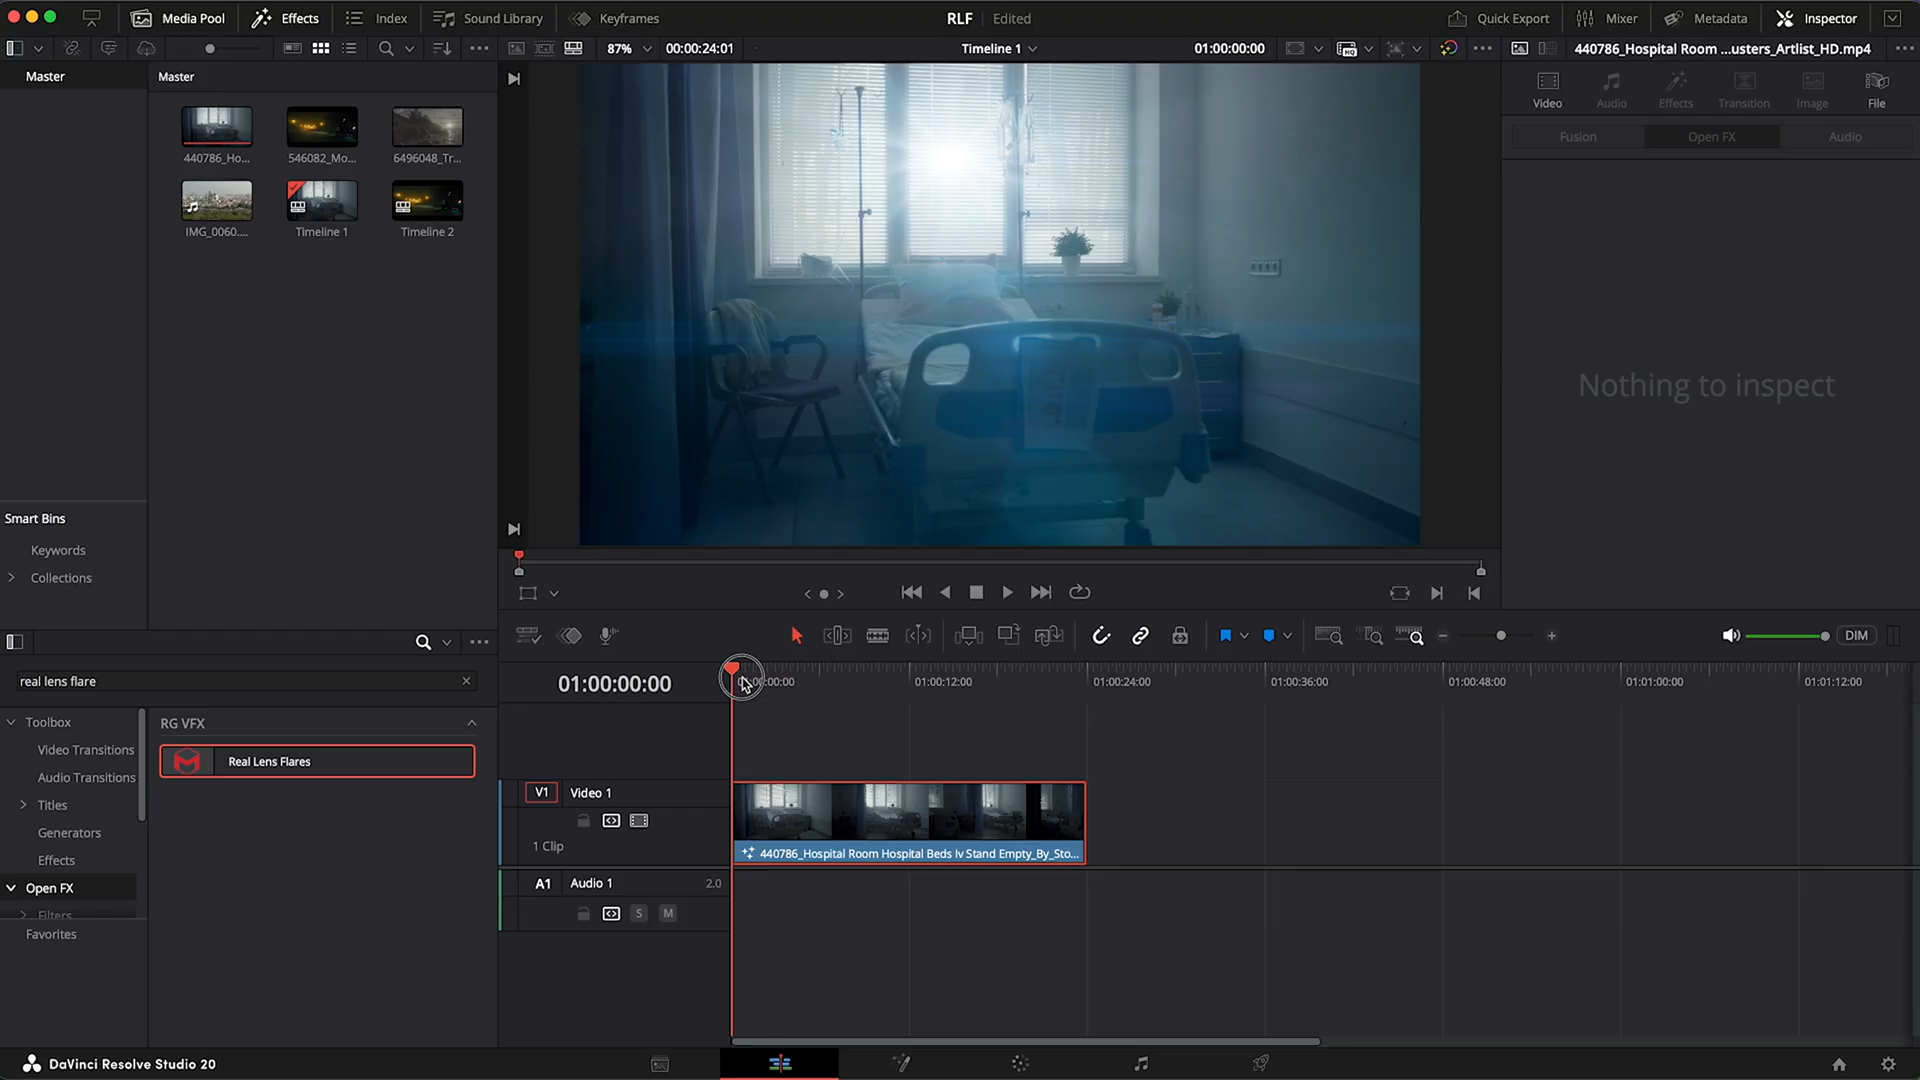 Media Pool
Effects
Index
Sound Library
Keyframes
RLF
Edited
Quick Export
Mixer
Metadata
Inspector
87%
00:00:24:01
Timeline 1
01:00:00:00
440786_Hospital Room ...usters_Artlist_HD.mp4
Master
Master
Video
Audio
Effects
Transition
Image
File
Fusion
Open FX
Audio
440786_Ho...
546082_Mo...
6496048_Tr...
IMG_0060....
Timeline 1
Timeline 2
Nothing to inspect
Smart Bins
Keywords
Collections
DIM
real lens flare
01:00:00:00
01:00:12:00
01:00:24:00
01:00:36:00
01:00:48:00
01:01:00:00
01:01:12:00
Toolbox
Video Transitions
Audio Transitions
Titles
Generators
Effects
Open FX
Filters
Favorites
RG VFX
Real Lens Flares
V1
Video 1
1 Clip
440786_Hospital Room Hospital Beds Iv Stand Empty_By_Sto...
A1
Audio 1
2.0
S
M
DaVinci Resolve Studio 20